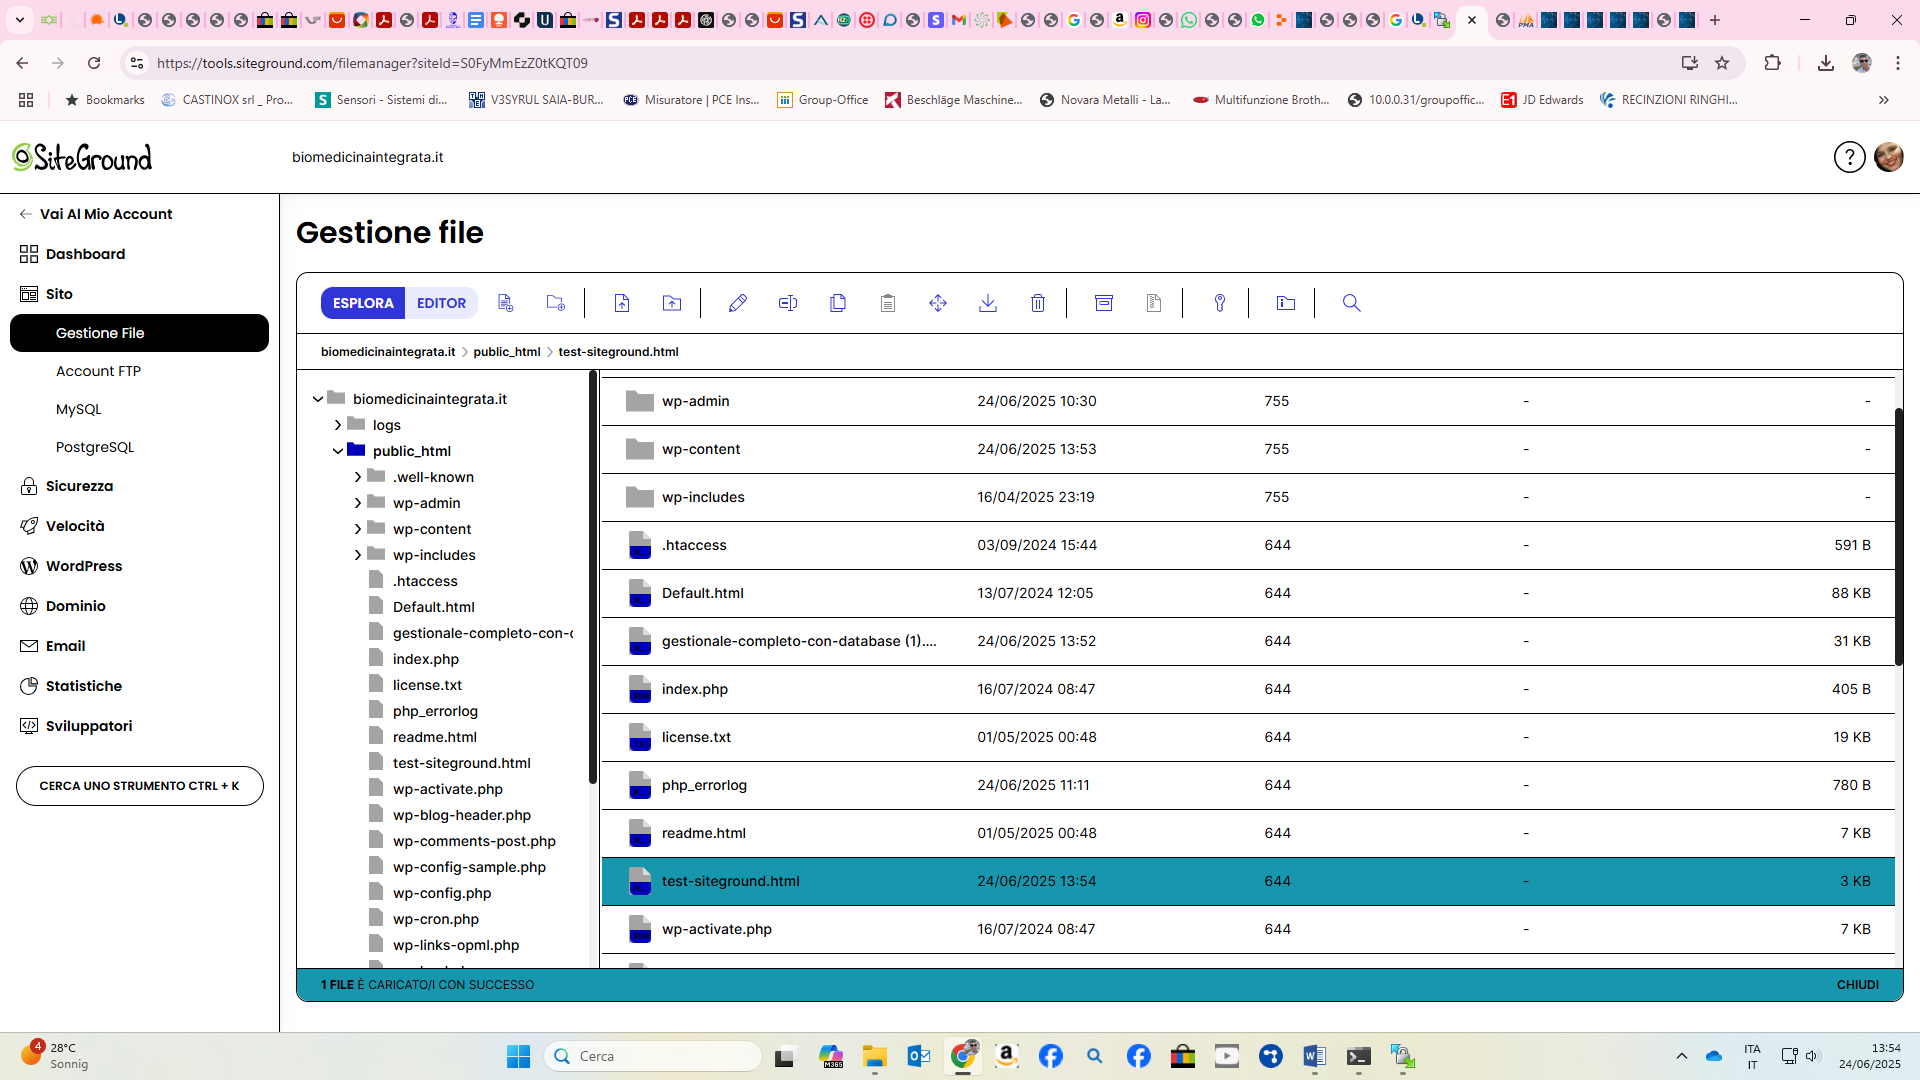 https://tools.siteground.com/filemanager?siteId=S0FyMmEzZ0tKQT09
Bookmarks
CASTINOX srl _ Pro...
Sensori - Sistemi di...
V3SYRUL SAIA-BUR...
Misuratore | PCE Ins...
Group-Office
Beschläge Maschine...
Novara Metalli - La...
Multifunzione Broth...
10.0.0.31/groupoffic...
JD Edwards
RECINZIONI RINGHI...
SiteGround
biomedicinaintegrata.it
Vai Al Mio Account
Dashboard
Sito
Gestione File
Account FTP
MySQL
PostgreSQL
Sicurezza
Velocità
WordPress
Dominio
Email
Statistiche
Sviluppatori
CERCA UNO STRUMENTO CTRL + K
Gestione file
ESPLORA EDITOR
biomedicinaintegrata.it > public_html > test-siteground.html
biomedicinaintegrata.it
logs
public_html
.well-known
wp-admin
wp-content
wp-includes
.htaccess
Default.html
gestionale-completo-con-
index.php
license.txt
php_errorlog
readme.html
test-siteground.html
wp-activate.php
wp-blog-header.php
wp-comments-post.php
wp-config-sample.php
wp-config.php
wp-cron.php
wp-links-opml.php
wp-admin 24/06/2025 10:30 755 - -
wp-content 24/06/2025 13:53 755 - -
wp-includes 16/04/2025 23:19 755 - -
.htaccess 03/09/2024 15:44 644 - 591 B
Default.html 13/07/2024 12:05 644 - 88 KB
gestionale-completo-con-database (1).... 24/06/2025 13:52 644 - 31 KB
index.php 16/07/2024 08:47 644 - 405 B
license.txt 01/05/2025 00:48 644 - 19 KB
php_errorlog 24/06/2025 11:11 644 - 780 B
readme.html 01/05/2025 00:48 644 - 7 KB
test-siteground.html 24/06/2025 13:54 644 - 3 KB
wp-activate.php 16/07/2024 08:47 644 - 7 KB
1 FILE È CARICATO/I CON SUCCESSO
CHIUDI
4
28°C
Sonnig
Cerca
ITA
IT
13:54
24/06/2025